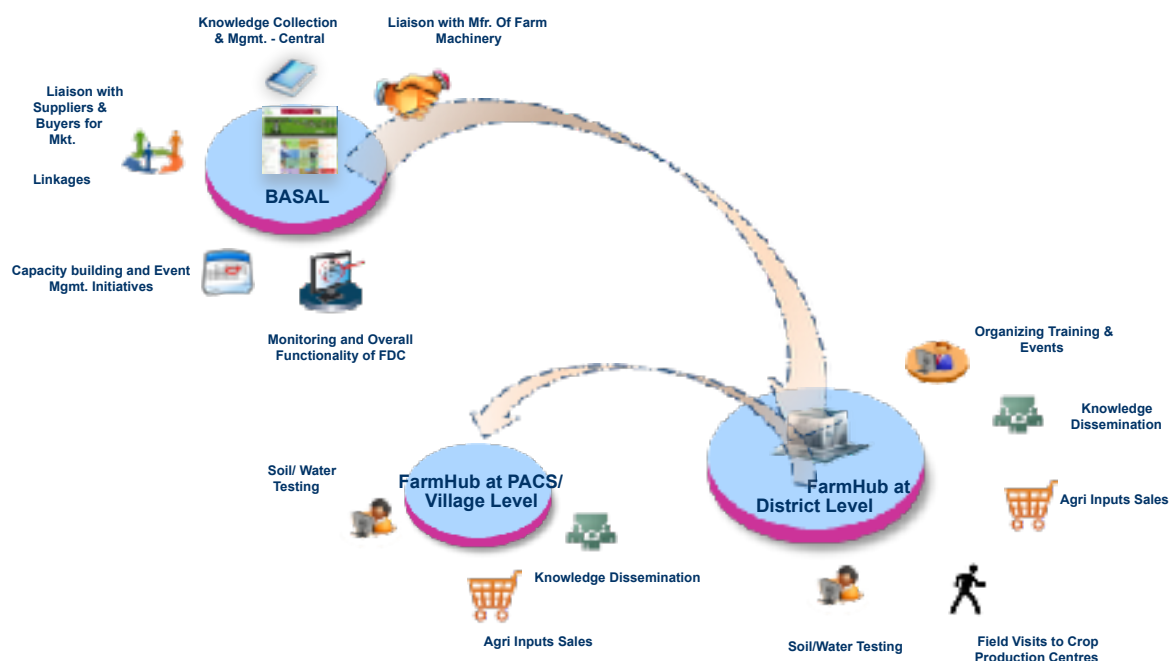 Knowledge Collection
& Mgmt. - Central
Liaison with Mfr. Of Farm
Machinery
Liaison with
Suppliers &
Buyers for
Mkt.
Linkages
BASAL
Capacity building and Event
Mgmt. Initiatives
Monitoring and Overall
Functionality of FDC
Organizing Training &
Events
Knowledge
Dissemination
Agri Inputs Sales
FarmHub at
District Level
Soil/Water Testing
Field Visits to Crop
Production Centres
Soil/ Water
Testing
FarmHub at PACS/
Village Level
Knowledge Dissemination
Agri Inputs Sales